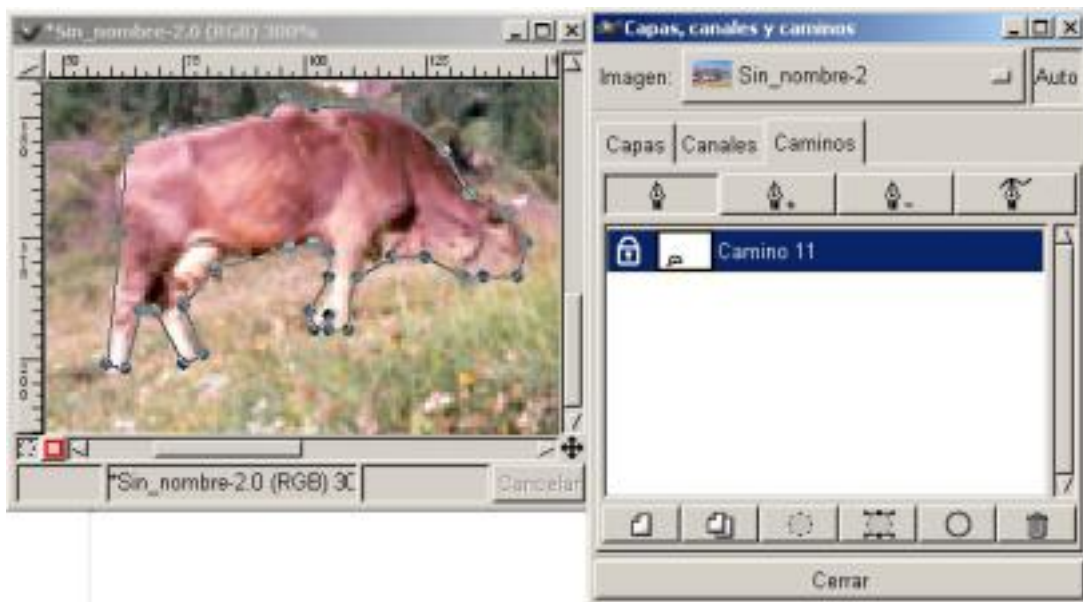 *Sin_nombre-2.0 (RGB) 300%
75
100
125
*Sin_nombre-2.0 (RGB) 30
Cancelar
Capas, canales y caminos
Imagen:
Sin_nombre-2
Auto
Capas
Canales
Caminos
Camino 11
Cerrar